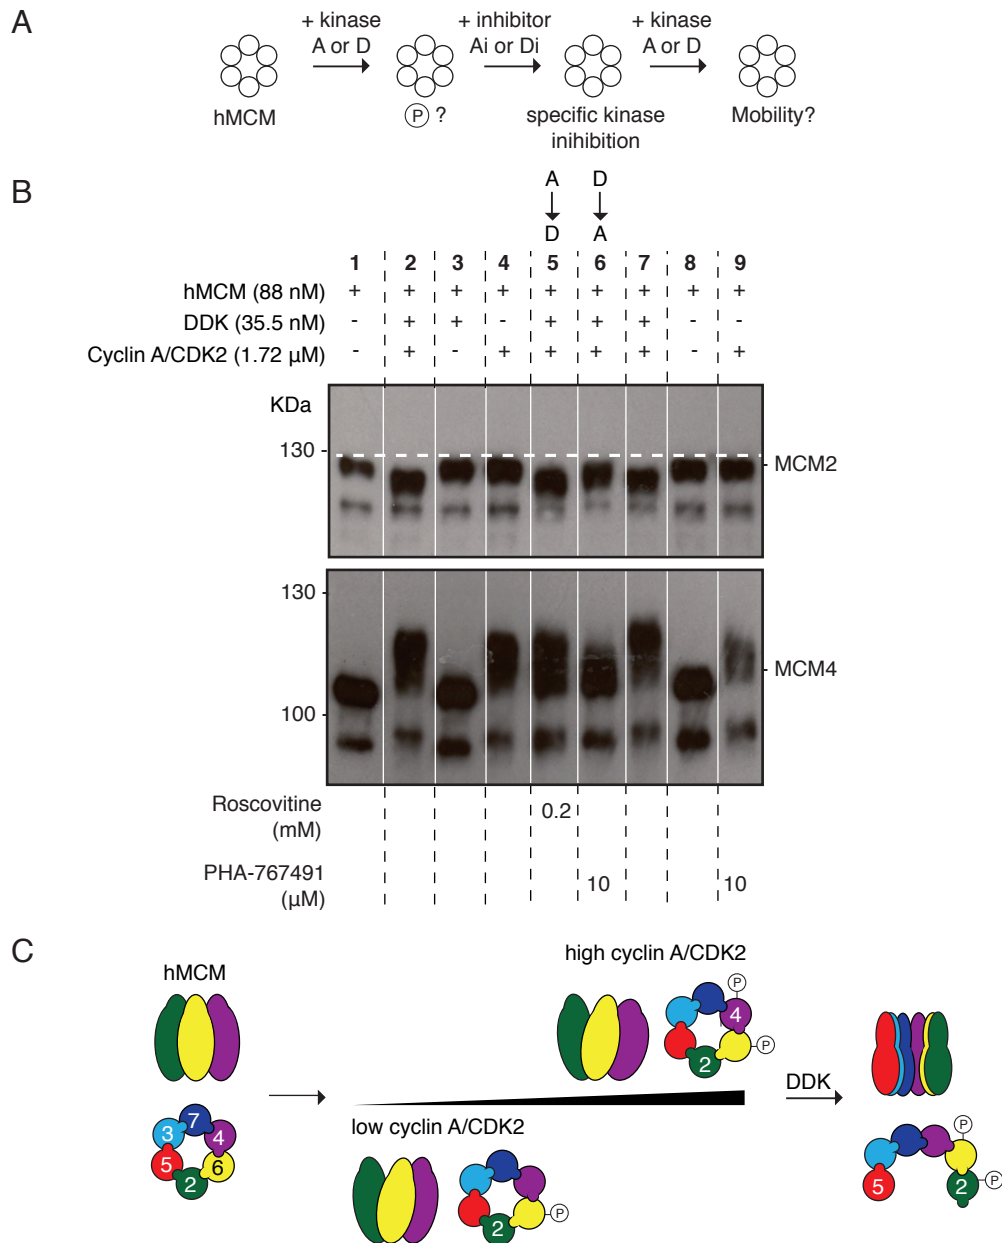 A
+ kinase
A or D
+ inhibitor
Ai or Di
+ kinase
A or D
hMCM
P ?
specific kinase
inihibition
Mobility?
B
A D
D A
1 2 3 4 5 6 7 8 9
hMCM (88 nM) + + + + + + + + +
DDK (35.5 nM) - + + - + + + - -
Cyclin A/CDK2 (1.72 µM) - + - + + + + - +
KDa
130 -
- MCM2
130 -
- MCM4
100 -
Roscovitine
(mM)
0.2
PHA-767491
(µM)
10 10
C
hMCM
high cyclin A/CDK2
P
4
P
2
DDK
7
3 4
5 6
2
low cyclin A/CDK2
P
2
P
5 2 P